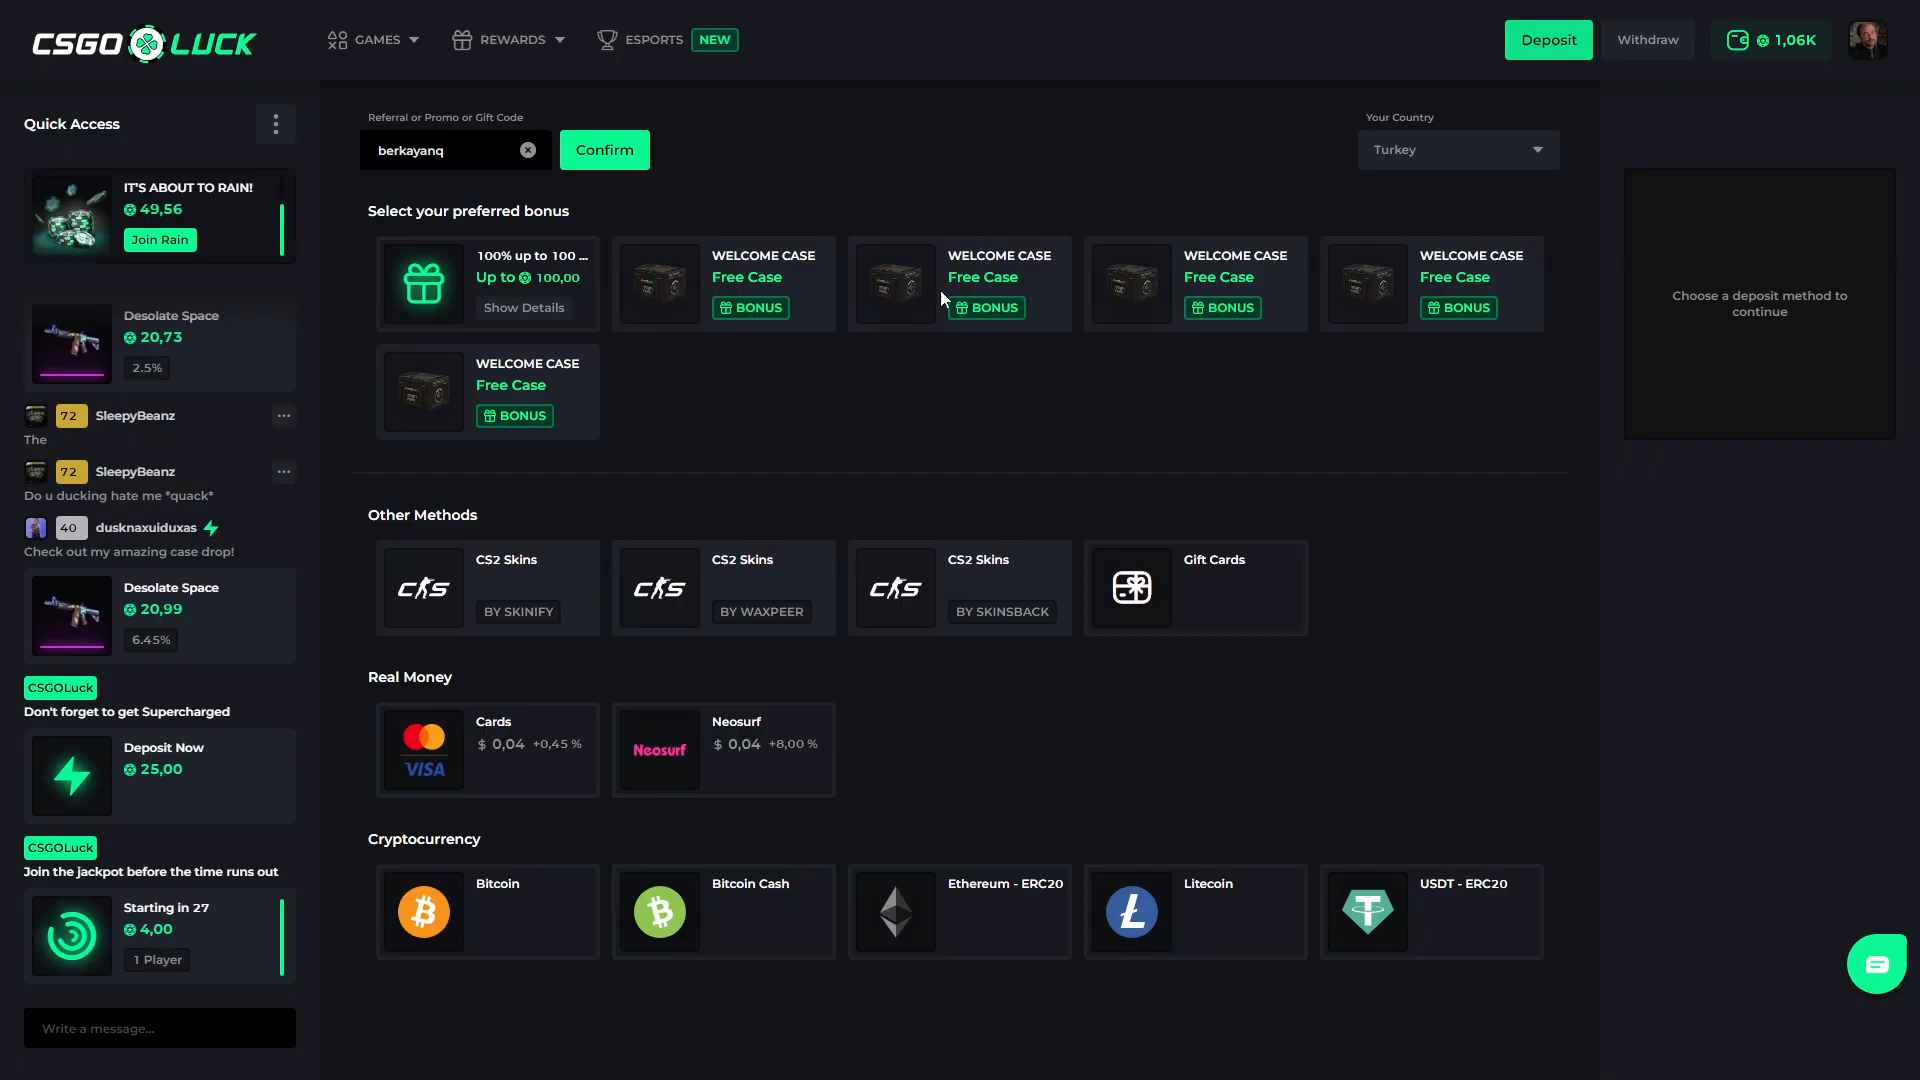 CSGO LUCK
GAMES
REWARDS
ESPORTS NEW
Deposit
Withdraw
1,06K
Quick Access
IT'S ABOUT TO RAIN!
49,56
Join Rain
Desolate Space
20,73
2.5%
72 SleepyBeanz
The
72 SleepyBeanz
Do u ducking hate me *quack*
40 dusknaxuiduxas
Check out my amazing case drop!
Desolate Space
20,99
6.45%
CSGOLuck
Don't forget to get Supercharged
Deposit Now
25,00
CSGOLuck
Join the jackpot before the time runs out
Starting in 27
4,00
1 Player
Write a message...
Referral or Promo or Gift Code
berkayanq
Confirm
Your Country
Turkey
Select your preferred bonus
100% up to 100 ...
Up to 100,00
Show Details
WELCOME CASE
Free Case
BONUS
WELCOME CASE
Free Case
BONUS
WELCOME CASE
Free Case
BONUS
WELCOME CASE
Free Case
BONUS
WELCOME CASE
Free Case
BONUS
Other Methods
CS2 Skins
BY SKINIFY
CS2 Skins
BY WAXPEER
CS2 Skins
BY SKINSBACK
Gift Cards
Real Money
VISA
Cards
$ 0,04 +0,45 %
Neosurf
Neosurf
$ 0,04 +8,00 %
Cryptocurrency
Bitcoin
Bitcoin Cash
Ethereum - ERC20
Litecoin
USDT - ERC20
Choose a deposit method to
continue